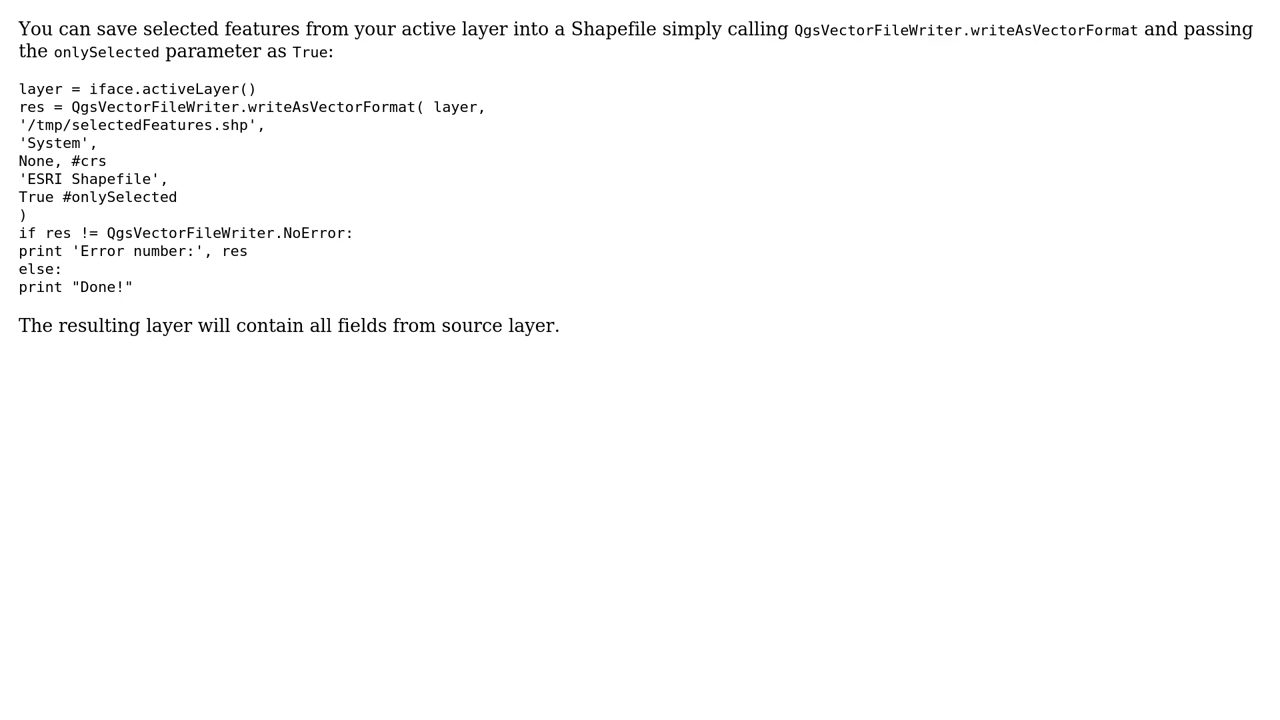 You can save selected features from your active layer into a Shapefile simply calling QgsVectorFileWriter.writeAsVectorFormat and passing
the onlySelected parameter as True:
layer = iface.activeLayer()
res = QgsVectorFileWriter.writeAsVectorFormat( layer,
'/tmp/selectedFeatures.shp',
'System',
None, #crs
'ESRI Shapefile',
True #onlySelected
)
if res != QgsVectorFileWriter.NoError:
print 'Error number:', res
else:
print "Done!"
The resulting layer will contain all fields from source layer.